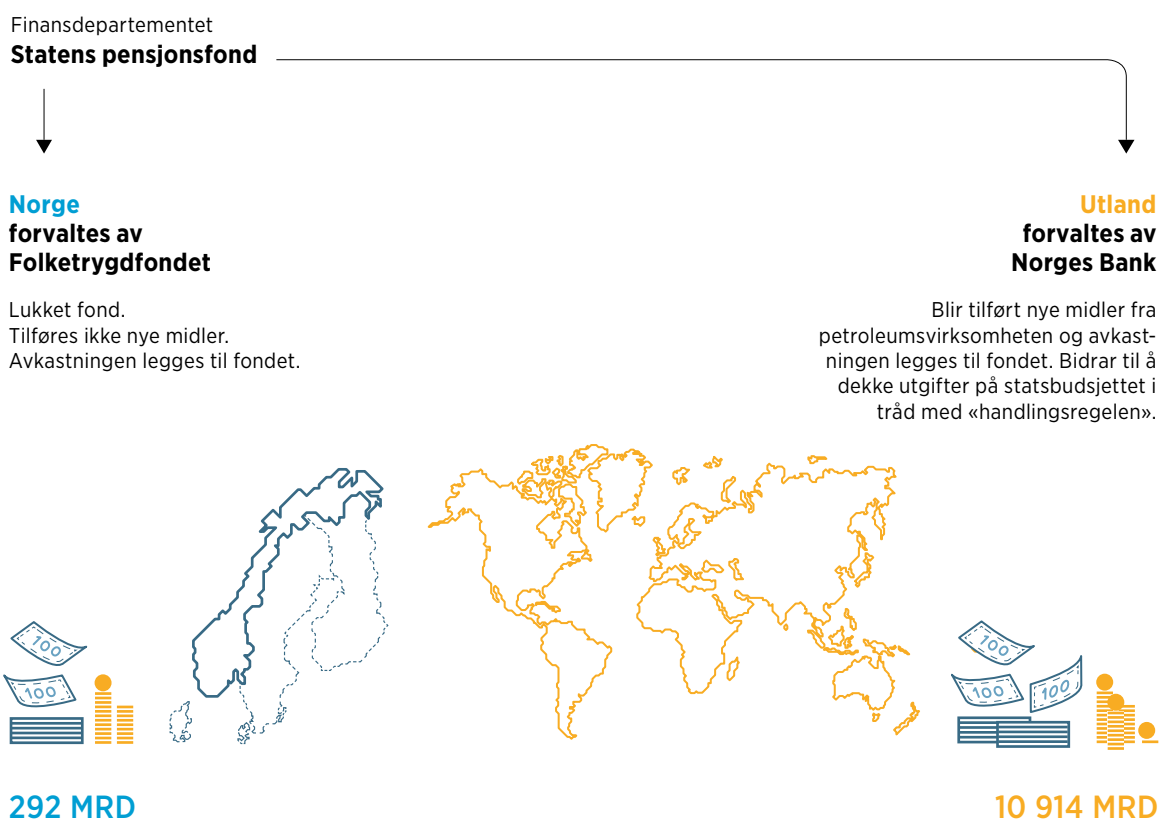 Finansdepartementet
Statens pensjonsfond
Norge
forvaltes av
Folketrygdfondet
Lukket fond.
Tilføres ikke nye midler.
Avkastningen legges til fondet.
Utland
forvaltes av
Norges Bank
Blir tilført nye midler fra
petroleumsvirksomheten og avkast-
ningen legges til fondet. Bidrar til å
dekke utgifter på statsbudsjettet i
tråd med «handlingsregelen».
100
100
100
100
100
292 MRD
10 914 MRD